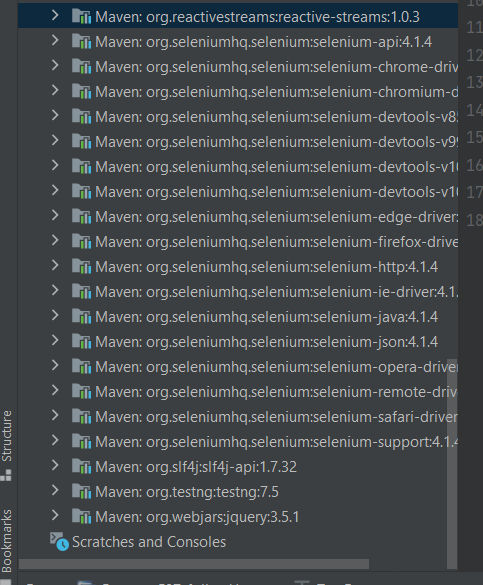 Maven: org.reactivestreams:reactive-streams:1.0.3
Maven: org.seleniumhq.selenium:selenium-api:4.1.4
Maven: org.seleniumhq.selenium:selenium-chrome-driv
Maven: org.seleniumhq.selenium:selenium-chromium-d
Maven: org.seleniumhq.selenium:selenium-devtools-v85
Maven: org.seleniumhq.selenium:selenium-devtools-v99
Maven: org.seleniumhq.selenium:selenium-devtools-v10
Maven: org.seleniumhq.selenium:selenium-devtools-v10
Maven: org.seleniumhq.selenium:selenium-edge-driver:
Maven: org.seleniumhq.selenium:selenium-firefox-drive
Maven: org.seleniumhq.selenium:selenium-http:4.1.4
Maven: org.seleniumhq.selenium:selenium-ie-driver:4.1.
Maven: org.seleniumhq.selenium:selenium-java:4.1.4
Maven: org.seleniumhq.selenium:selenium-json:4.1.4
Maven: org.seleniumhq.selenium:selenium-opera-driver
Maven: org.seleniumhq.selenium:selenium-remote-driv
Maven: org.seleniumhq.selenium:selenium-safari-driver
Maven: org.seleniumhq.selenium:selenium-support:4.1.4
Maven: org.slf4j:slf4j-api:1.7.32
Maven: org.testng:testng:7.5
Maven: org.webjars:jquery:3.5.1
Scratches and Consoles
Structure
Bookmarks
11
12
13
14
15
16
17
18